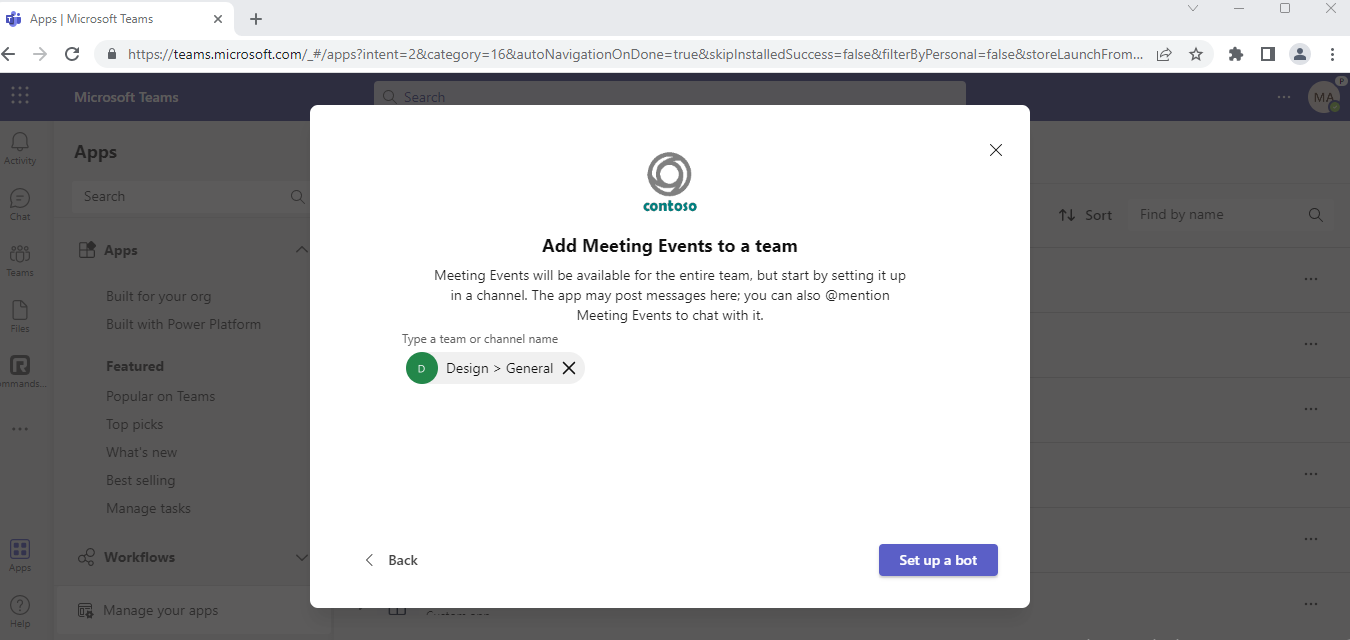 Apps | Microsoft Teams
https://teams.microsoft.com/_#/apps?intent=2&category=16&autoNavigationOnDone=true&skipInstalledSuccess=false&filterByPersonal=false&storeLaunchFrom...
Microsoft Teams
Search
MA
P
Activity
Chat
Teams
Files
ommands...
Apps
Help
Apps
Search
Apps
Built for your org
Built with Power Platform
Featured
Popular on Teams
Top picks
What's new
Best selling
Manage tasks
Workflows
Manage your apps
Sort
Find by name
contoso
Add Meeting Events to a team
Meeting Events will be available for the entire team, but start by setting it up
in a channel. The app may post messages here; you can also @mention
Meeting Events to chat with it.
Type a team or channel name
D
Design > General
Back
Set up a bot